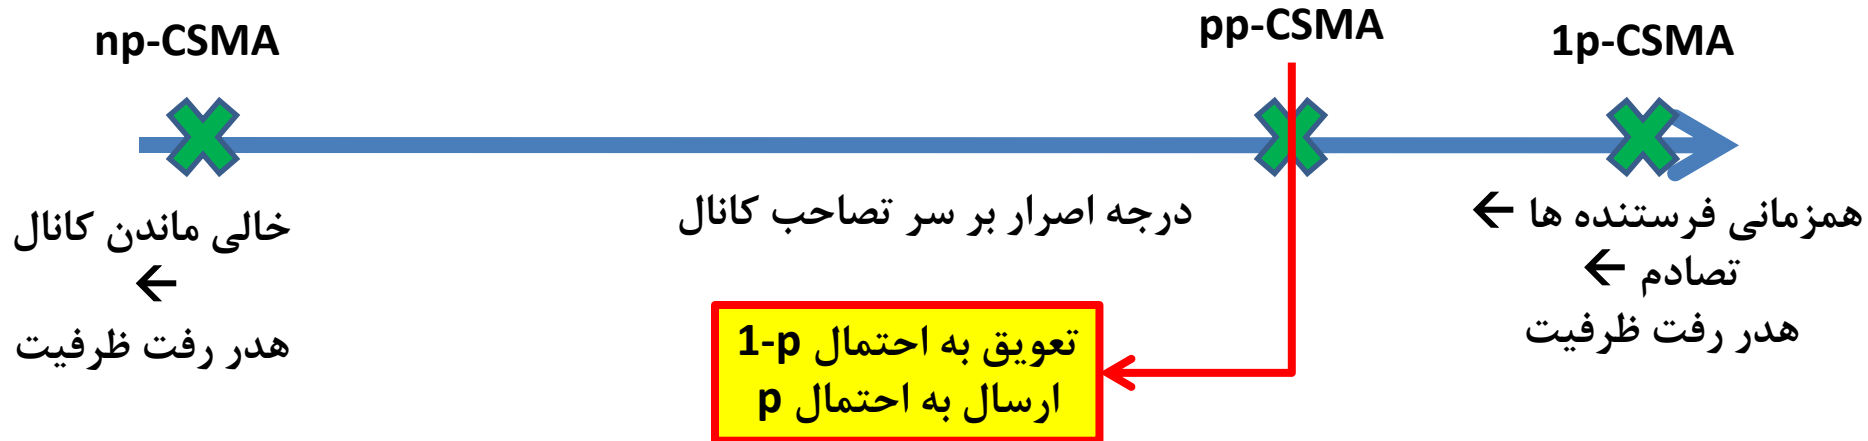 np-CSMA
pp-CSMA
1p-CSMA
درجه اصرار بر سر تصاحب کانال
همزمانی فرستنده ها ←
تصادم ←
هدر رفت ظرفیت
خالی ماندن کانال
←
هدر رفت ظرفیت
تعویق به احتمال 1-p
ارسال به احتمال p